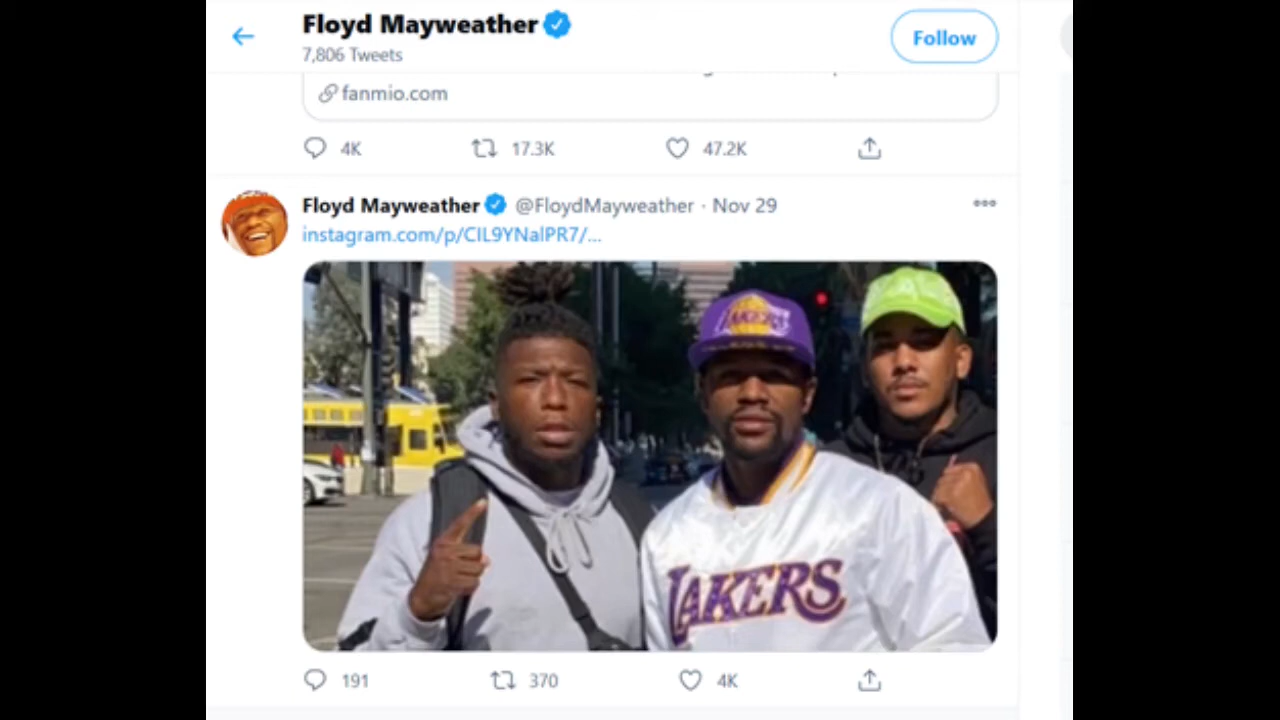 Floyd Mayweather
7,806 Tweets
Follow
fanmio.com
4K 17.3K 47.2K
Floyd Mayweather @FloydMayweather · Nov 29
instagram.com/p/CIL9YNalPR7/...
LAKERS
LAKERS
191 370 4K